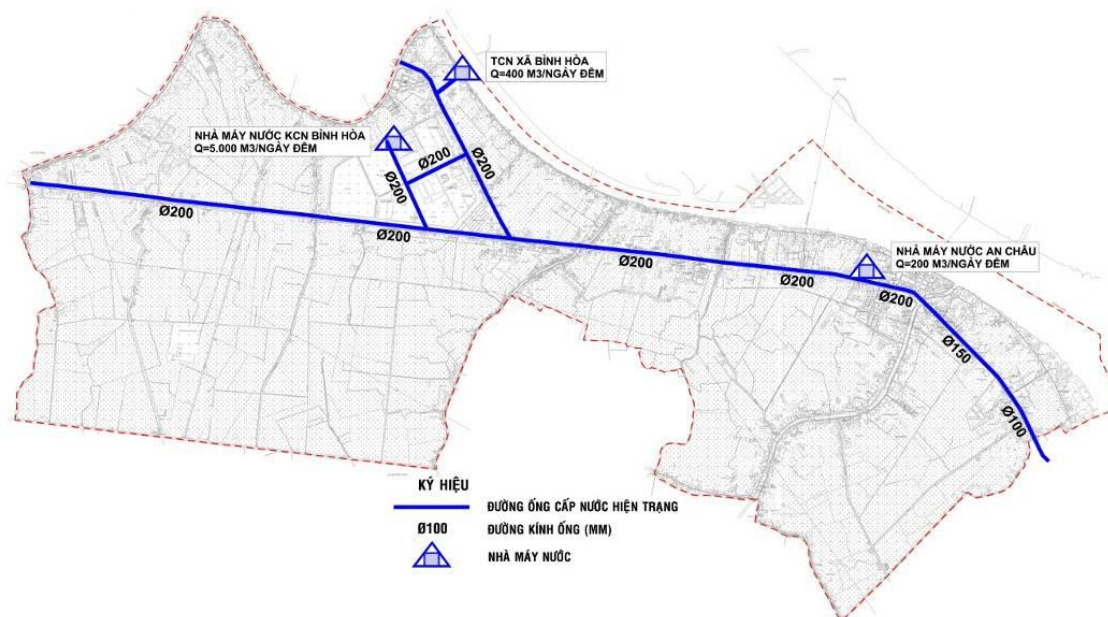 TCN XÃ BÌNH HÒA
Q=400 M3/NGÀY ĐÊM
NHÀ MÁY NƯỚC KCN BÌNH HÒA
Q=5.000 M3/NGÀY ĐÊM
Ø200
Ø200
Ø200
Ø200
Ø200
Ø200
NHÀ MÁY NƯỚC AN CHÂU
Q=200 M3/NGÀY ĐÊM
Ø200
Ø200
Ø150
Ø100
KÝ HIỆU
ĐƯỜNG ỐNG CẤP NƯỚC HIỆN TRẠNG
Ø100 ĐƯỜNG KÍNH ỐNG (MM)
NHÀ MÁY NƯỚC